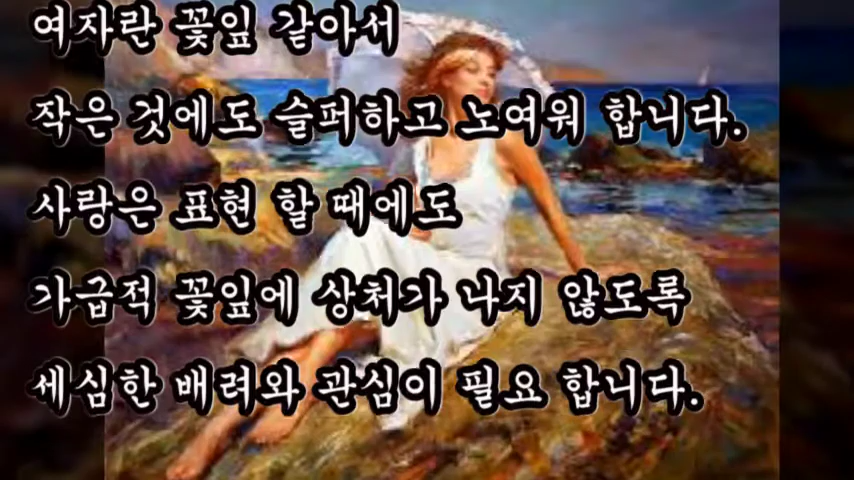 여자란 꽃잎 같아서
작은 것에도 슬퍼하고 노여워 합니다.
사랑은 표현 할 때에도
가급적 꽃잎에 상처가 나지 않도록
세심한 배려와 관심이 필요 합니다.